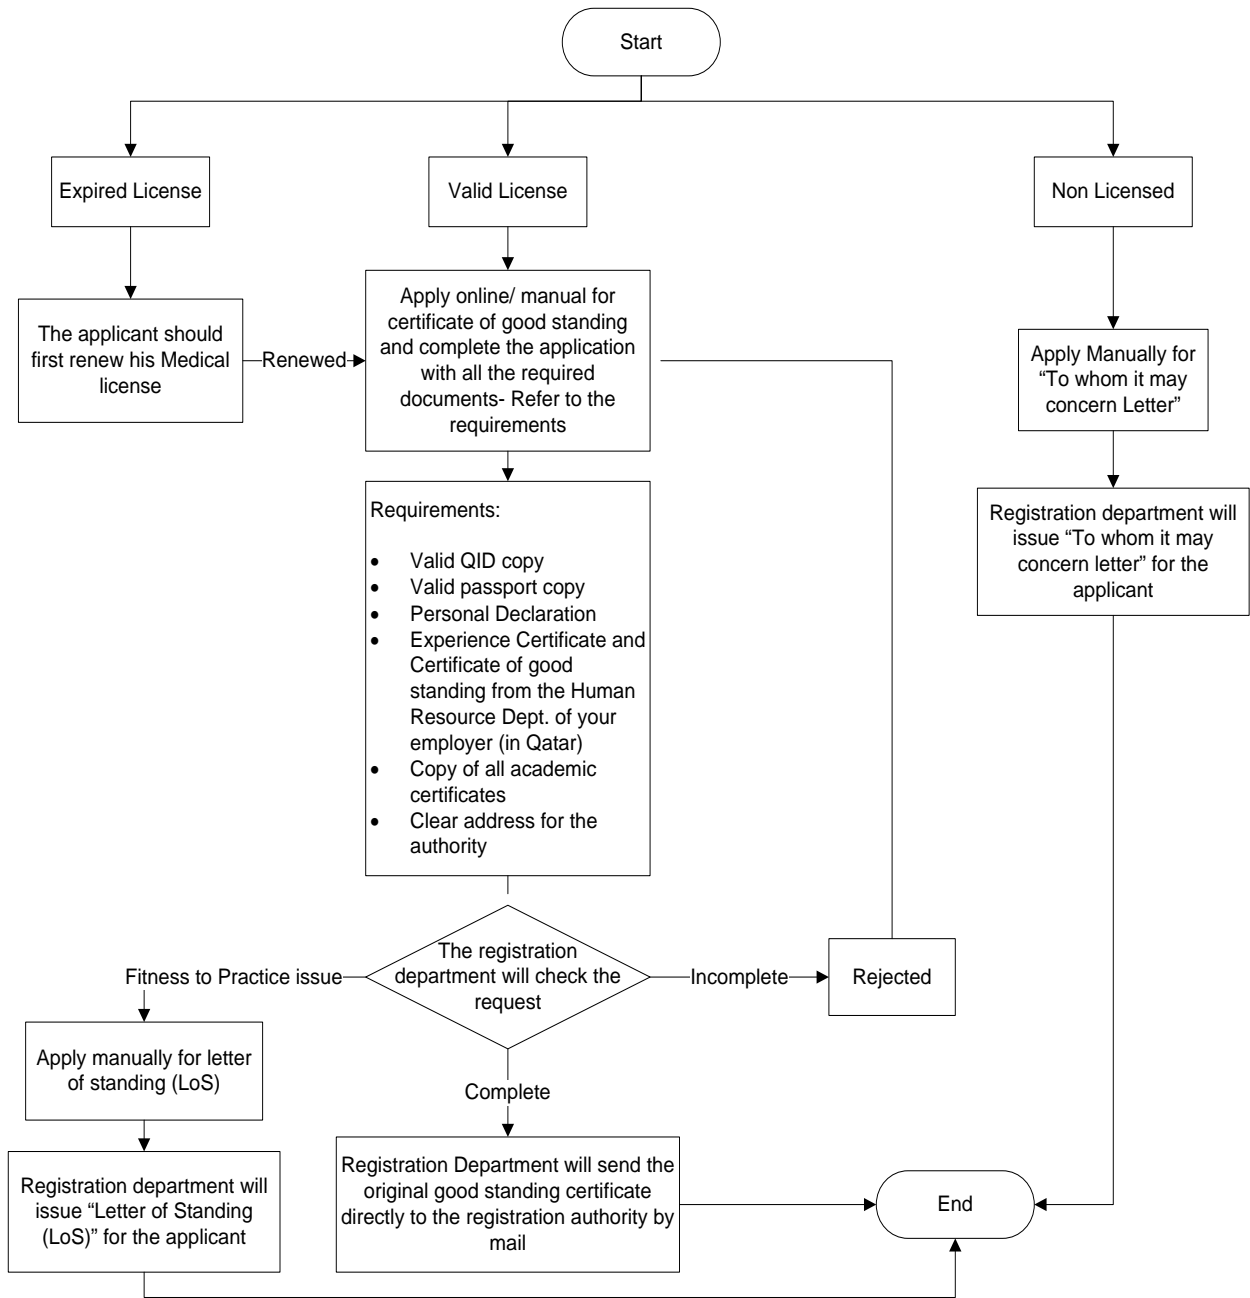 Start
Expired License
Valid License
Non Licensed
The applicant should
first renew his Medical
license
Renewed
Apply online/ manual for
certificate of good standing
and complete the application
with all the required
documents- Refer to the
requirements
Apply Manually for
“To whom it may
concern Letter”
Registration department will
issue “To whom it may
concern letter” for the
applicant
Requirements:
• Valid QID copy
• Valid passport copy
• Personal Declaration
• Experience Certificate and
Certificate of good
standing from the Human
Resource Dept. of your
employer (in Qatar)
• Copy of all academic
certificates
• Clear address for the
authority
The registration
department will check the
request
Fitness to Practice issue
Incomplete
Rejected
Apply manually for letter
of standing (LoS)
Complete
Registration department will
issue “Letter of Standing
(LoS)” for the applicant
Registration Department will send the
original good standing certificate
directly to the registration authority by
mail
End